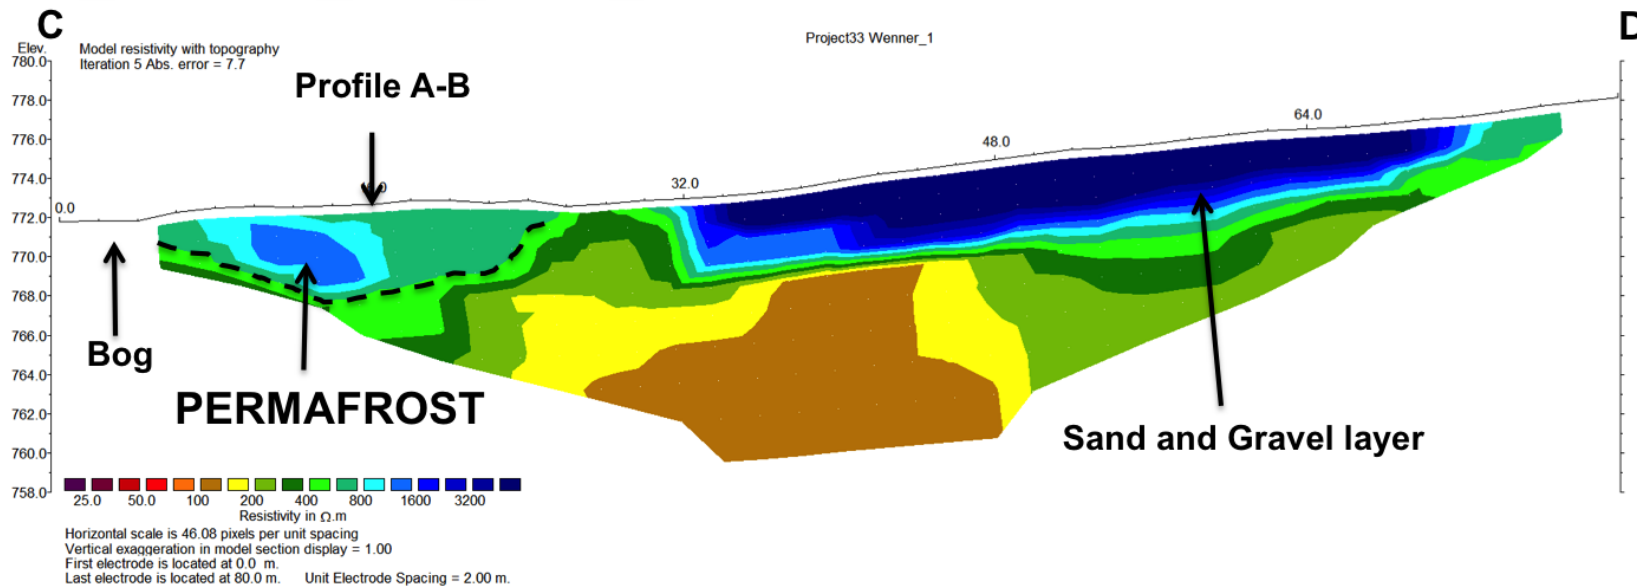 C
D
Elev.
Model resistivity with topography
Iteration 5 Abs. error = 7.7
Project33 Wenner_1
Profile A-B
780.0
778.0
776.0
774.0
772.0
770.0
768.0
766.0
764.0
762.0
760.0
758.0
0.0
32.0
48.0
64.0
Bog
PERMAFROST
Sand and Gravel layer
25.0 50.0 100 200 400 800 1600 3200
Resistivity in Ω.m
Horizontal scale is 46.08 pixels per unit spacing
Vertical exaggeration in model section display = 1.00
First electrode is located at 0.0 m.
Last electrode is located at 80.0 m. Unit Electrode Spacing = 2.00 m.